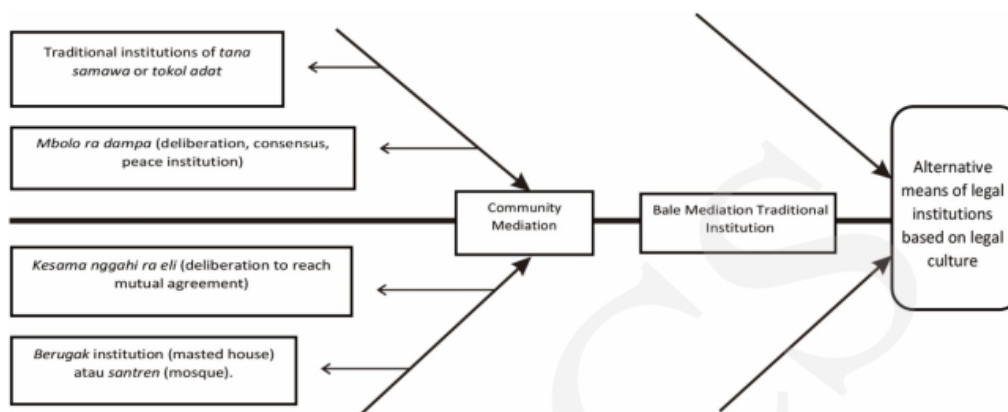 Traditional institutions of tana
samawa or tokol adat
Mbolo ra dampa (deliberation, consensus,
peace institution)
Kesama nggahi ra eli (deliberation to reach
mutual agreement)
Berugak institution (masted house)
atau santren (mosque).
Community
Mediation
Bale Mediation Traditional
Institution
Alternative
means of legal
institutions
based on legal
culture
CS